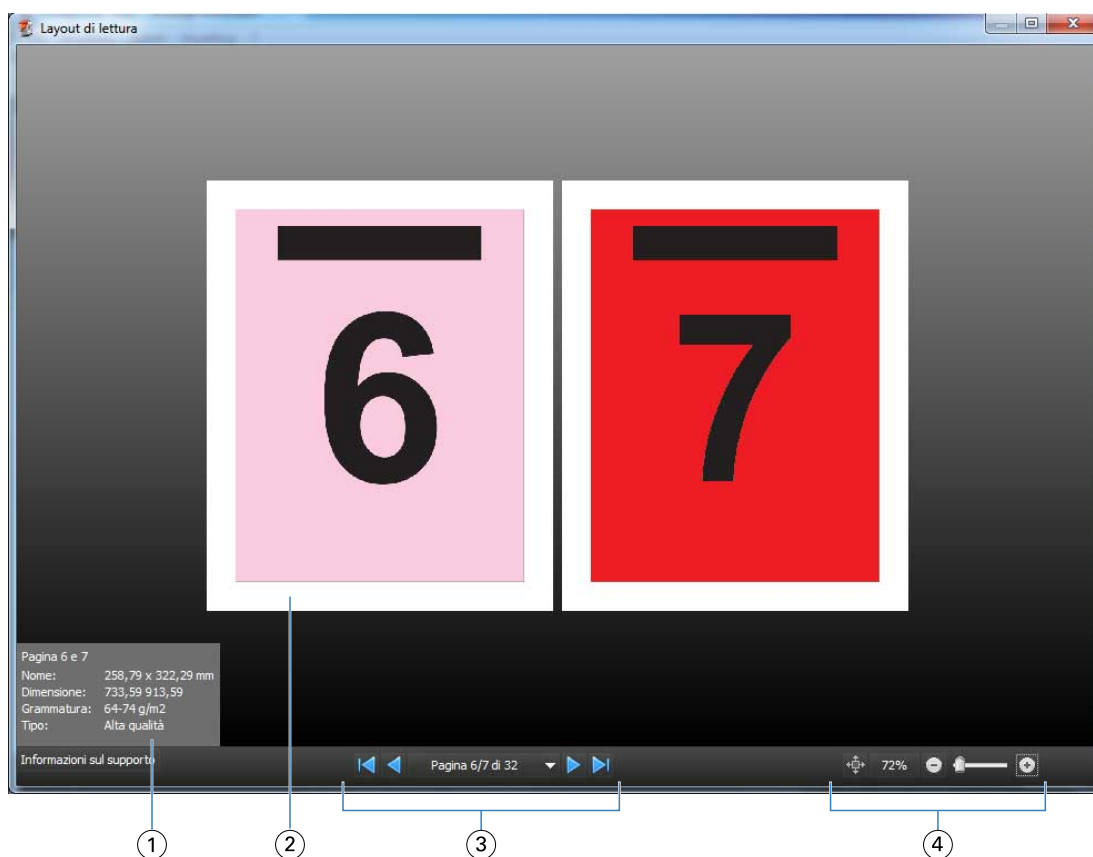 Layout di lettura
6
7
Pagina 6 e 7
Nome: 258,79 x 322,29 mm
Dimensione: 733,59 913,59
Grammatura: 64-74 g/m2
Tipo: Alta qualità
Informazioni sul supporto
Pagina 6/7 di 32
72%
1
2
3
4